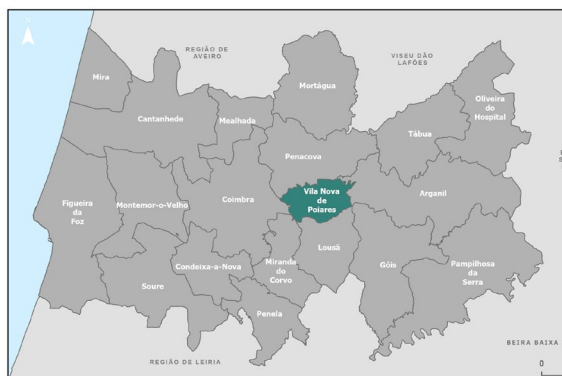 N
REGIÃO DE
AVEIRO
VISEU DÃO
LAFÕES
Mira
Mortágua
Oliveira
do
Hospital
Cantanhede
Mealhada
Tábua
Penacova
Vila Nova
de
Poiares
Arganil
Figueira
da
Foz
Montemor-o-Velho
Coimbra
Lousã
Condeixa-a-Nova
Miranda
do
Corvo
Góis
Pampilhosa
da
Serra
Soure
Penela
BEIRA BAIXA
REGIÃO DE LEIRIA
0